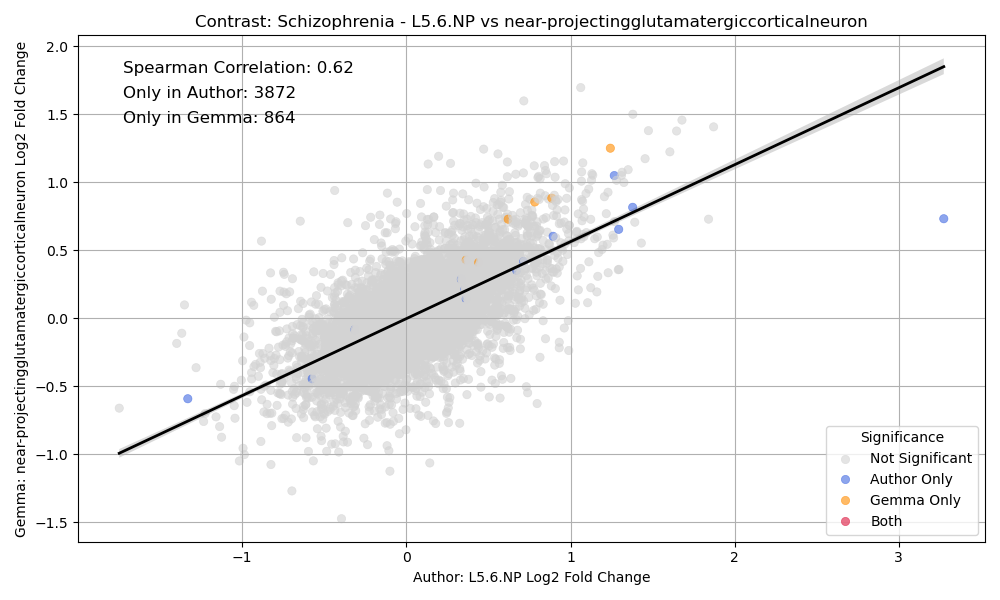 Contrast: Schizophrenia - L5.6.NP vs near-projectingglutamatergiccorticalneuron
Gemma: near-projectingglutamatergiccorticalneuron Log2 Fold Change
2.0
1.5
1.0
0.5
0.0
−0.5
−1.0
−1.5
Spearman Correlation: 0.62
Only in Author: 3872
Only in Gemma: 864
Significance
Not Significant
Author Only
Gemma Only
Both
−1
0
1
2
3
Author: L5.6.NP Log2 Fold Change